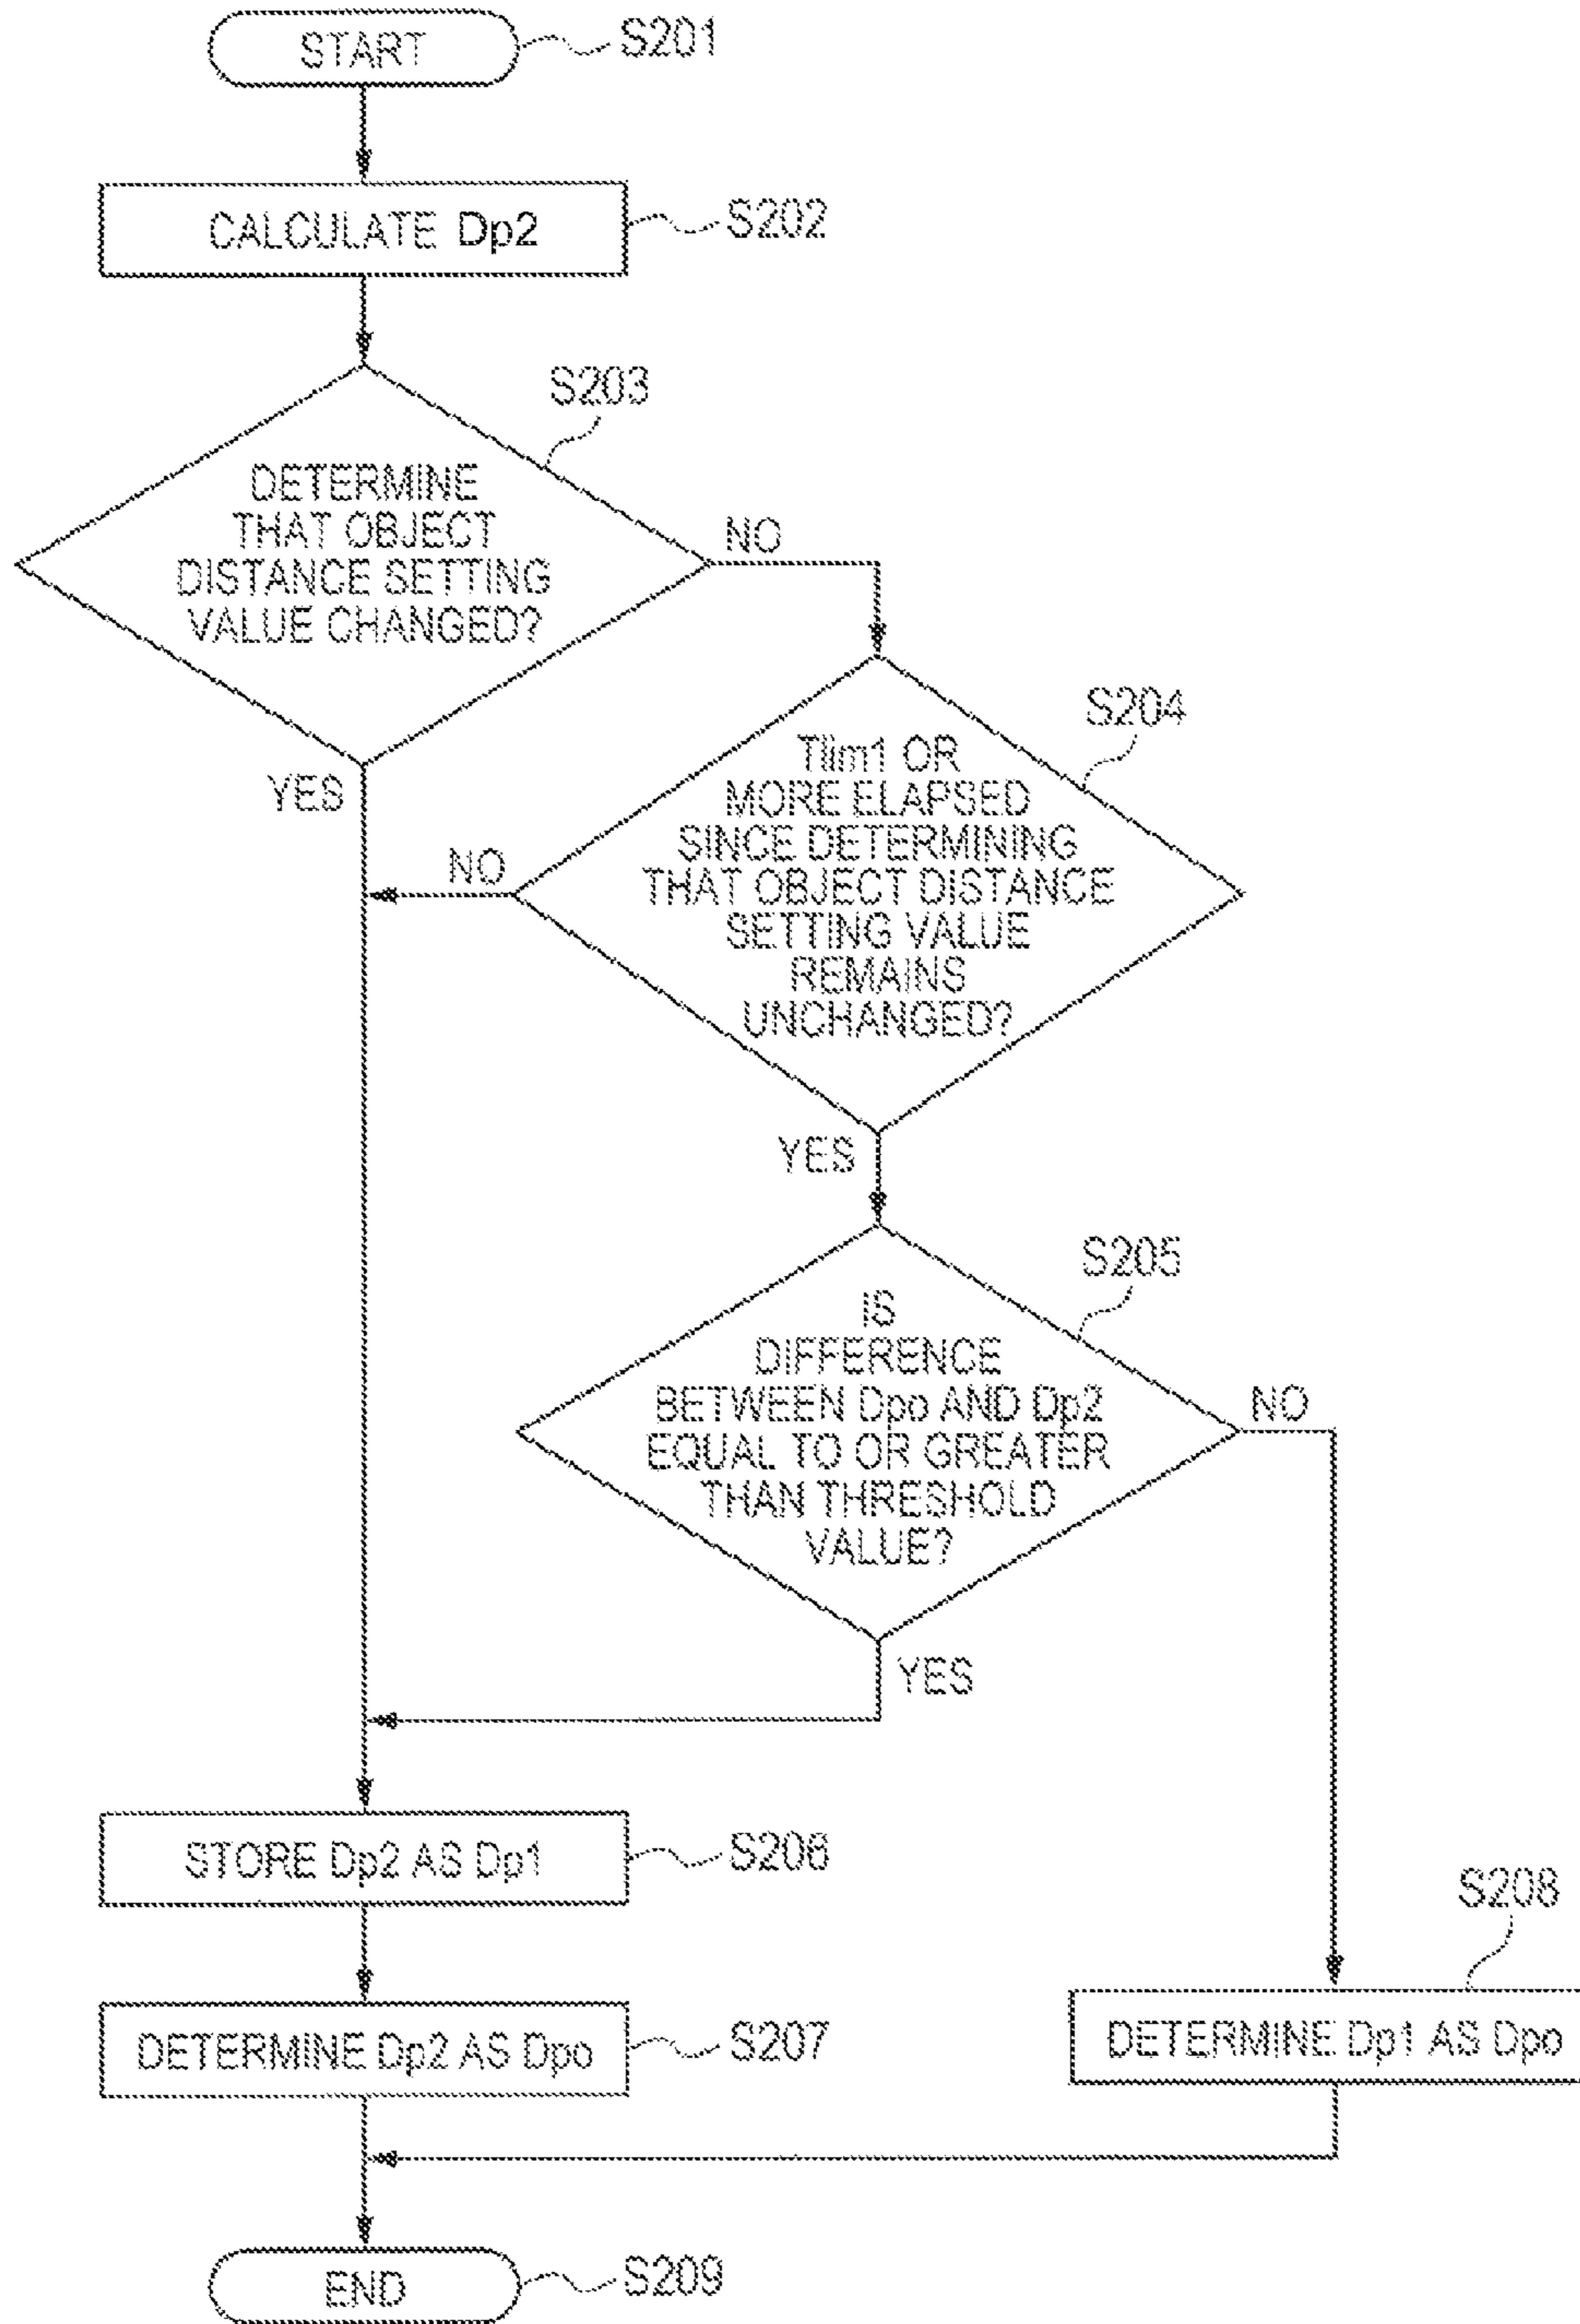 START
S201
CALCULATE Dp2
S202
S203
DETERMINE
THAT OBJECT
DISTANCE SETTING
VALUE CHANGED?
NO
YES
S204
Tlim1 OR
MORE ELAPSED
SINCE DETERMINING
THAT OBJECT DISTANCE
SETTING VALUE
REMAINS
UNCHANGED?
NO
YES
S205
IS
DIFFERENCE
BETWEEN Dpo AND Dp2
EQUAL TO OR GREATER
THAN THRESHOLD
VALUE?
NO
YES
STORE Dp2 AS Dp1
S206
DETERMINE Dp2 AS Dpo
S207
S208
DETERMINE Dp1 AS Dpo
END
S209